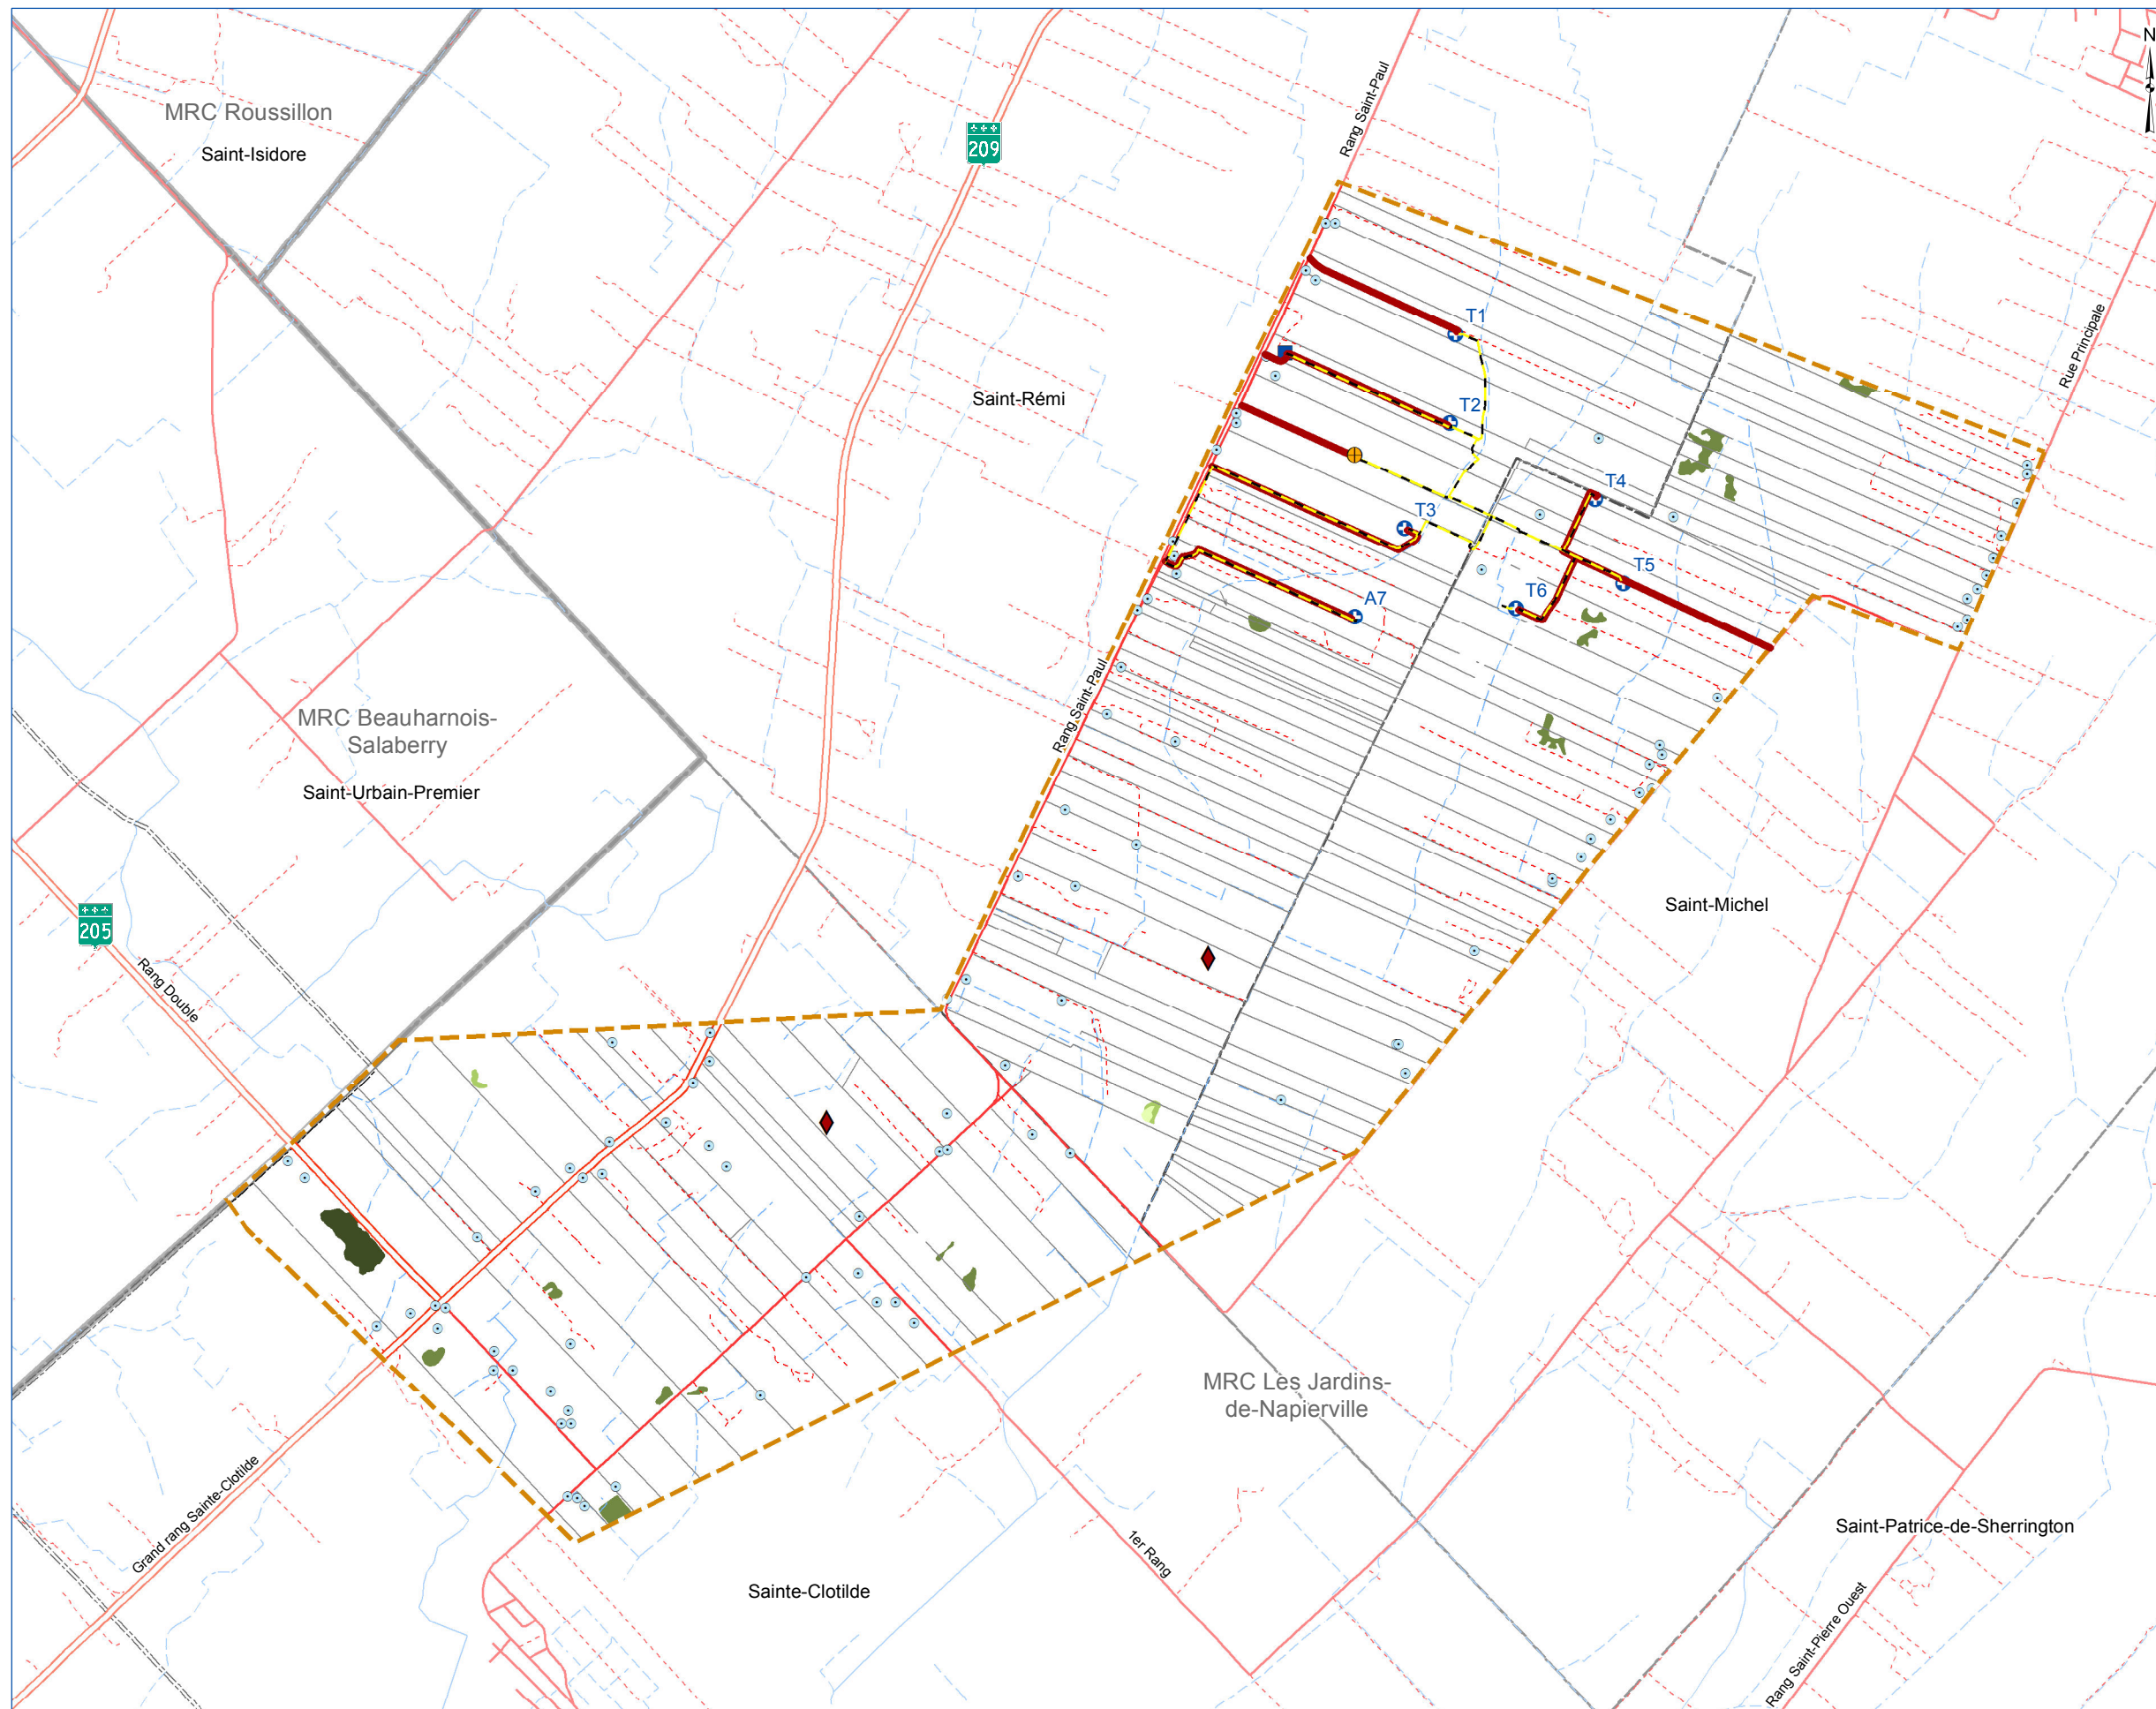 N
MRC Roussillon
Saint-Isidore
209
Rang Saint-Paul
T1
Rue Principale
Saint-Rémi
T2
T4
T3
T5
T6
A7
Rang Saint-Paul
MRC Beauharnois-
Salaberry
Saint-Urbain-Premier
Saint-Michel
205
Rang Double
MRC Les Jardins-
de-Napierville
Grand rang Sainte-Clotilde
1er Rang
Saint-Patrice-de-Sherrington
Sainte-Clotilde
Rang Saint-Pierre Ouest